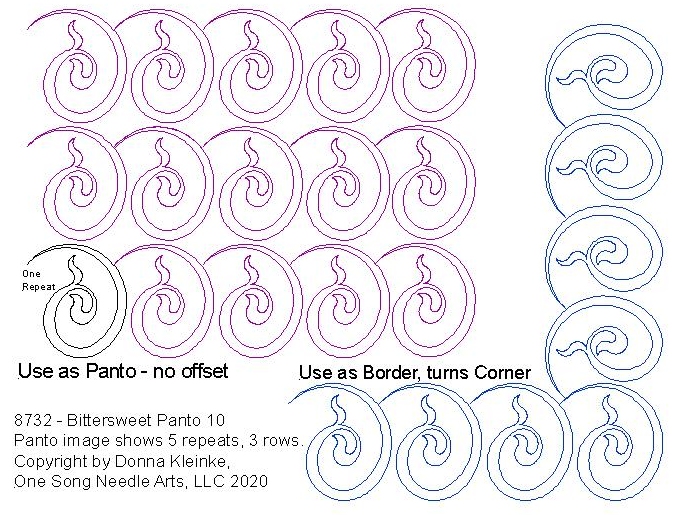 One
Repeat
Use as Panto - no offset
Use as Border, turns Corner
8732 - Bittersweet Panto 10
Panto image shows 5 repeats, 3 rows.
Copyright by Donna Kleinke,
One Song Needle Arts, LLC 2020